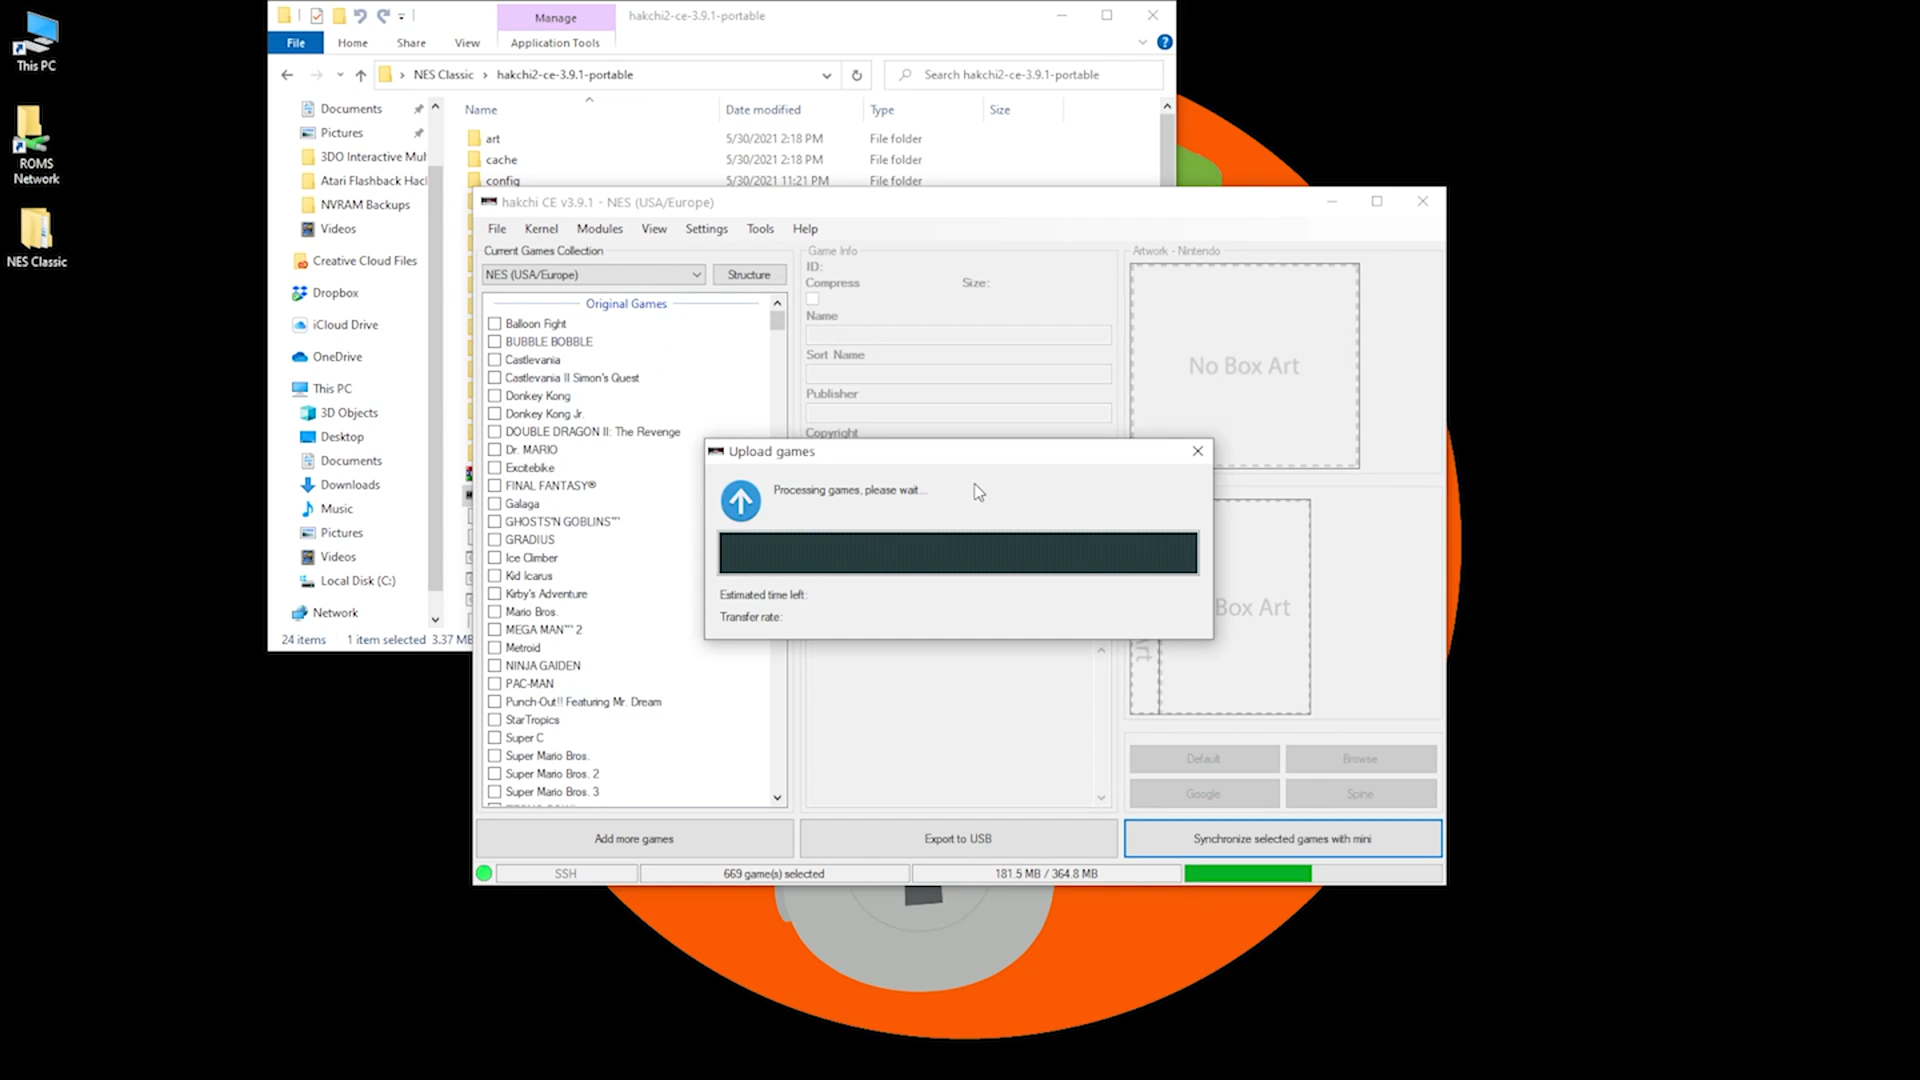 This PC
ROMS
Network
NES Classic
Manage
hakchi2-ce-3.9.1-portable
File
Home
Share
View
Application Tools
NES Classic
hakchi2-ce-3.9.1-portable
Search hakchi2-ce-3.9.1-portable
Documents
Pictures
3DO Interactive Mul
Atari Flashback Hac
NVRAM Backups
Videos
Creative Cloud Files
Dropbox
iCloud Drive
OneDrive
This PC
3D Objects
Desktop
Documents
Downloads
Music
Pictures
Videos
Local Disk (C:)
Network
Name
Date modified
Type
Size
art
5/30/2021 2:18 PM
File folder
cache
5/30/2021 2:18 PM
File folder
config
5/30/2021 11:21 PM
File folder
24 items
1 item selected 3.37 MB
hakchi CE v3.9.1 - NES (USA/Europe)
File
Kernel
Modules
View
Settings
Tools
Help
Current Games Collection
NES (USA/Europe)
Structure
Original Games
Balloon Fight
BUBBLE BOBBLE
Castlevania
Castlevania II Simon's Quest
Donkey Kong
Donkey Kong Jr.
DOUBLE DRAGON II: The Revenge
Dr. MARIO
Excitebike
FINAL FANTASY®
Galaga
GHOSTS'N GOBLINS™
GRADIUS
Ice Climber
Kid Icarus
Kirby's Adventure
Mario Bros.
MEGA MAN™ 2
Metroid
NINJA GAIDEN
PAC-MAN
Punch-Out!! Featuring Mr. Dream
StarTropics
Super C
Super Mario Bros.
Super Mario Bros. 2
Super Mario Bros. 3
Game Info
ID:
Compress
Size:
Name
Sort Name
Publisher
Copyright
Artwork - Nintendo
No Box Art
Box Art
Art
Default
Browse
Google
Spine
Upload games
Processing games, please wait...
Estimated time left:
Transfer rate:
Add more games
Export to USB
Synchronize selected games with mini
SSH
669 game(s) selected
181.5 MB / 364.8 MB